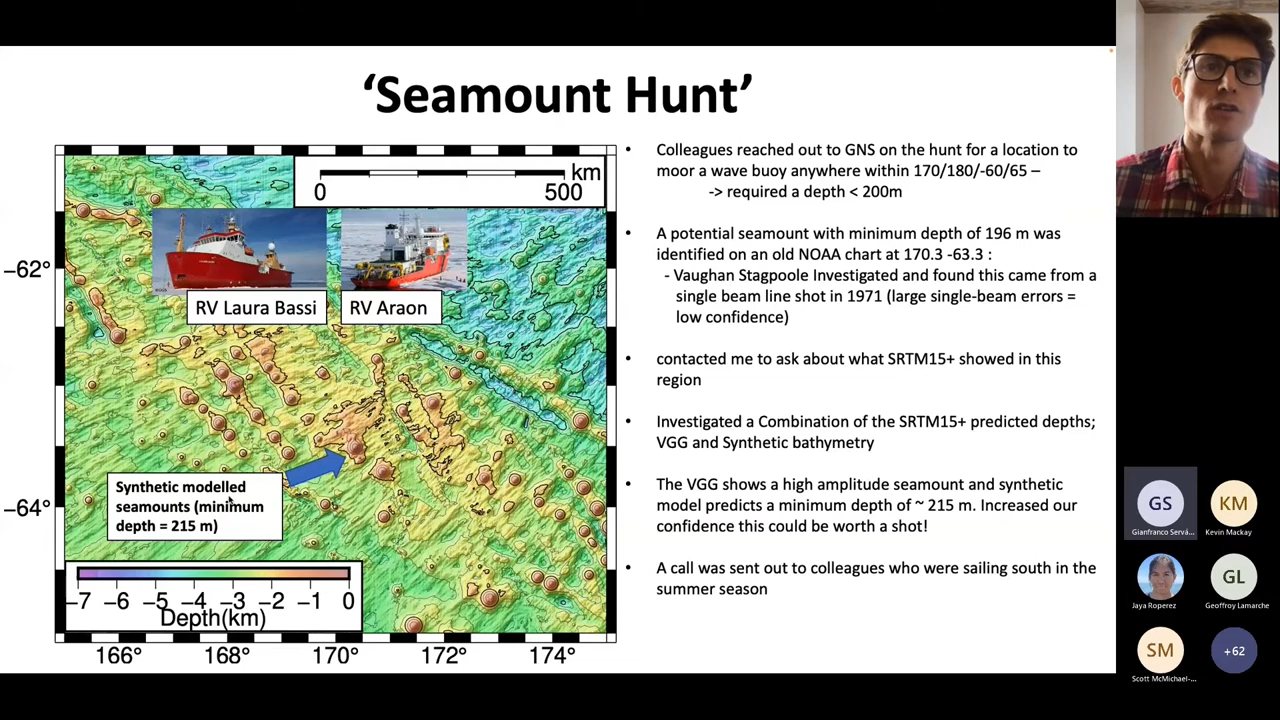 ‘Seamount Hunt’
km
0 500
RV Laura Bassi
RV Araon
–62°
–64°
Synthetic modelled
seamounts (minimum
depth = 215 m)
–7 –6 –5 –4 –3 –2 –1 0
Depth(km)
166° 168° 170° 172° 174°
• Colleagues reached out to GNS on the hunt for a location to
moor a wave buoy anywhere within 170/180/-60/65 –
-> required a depth < 200m
• A potential seamount with minimum depth of 196 m was
identified on an old NOAA chart at 170.3 -63.3 :
- Vaughan Stagpoole Investigated and found this came from a
single beam line shot in 1971 (large single-beam errors =
low confidence)
• contacted me to ask about what SRTM15+ showed in this
region
• Investigated a Combination of the SRTM15+ predicted depths;
VGG and Synthetic bathymetry
• The VGG shows a high amplitude seamount and synthetic
model predicts a minimum depth of ~ 215 m. Increased our
confidence this could be worth a shot!
• A call was sent out to colleagues who were sailing south in the
summer season
GS
KM
Gianfranco Servá...
Kevin Mackay
GL
Jaya Roperez
Geoffroy Lamarche
SM
+62
Scott McMichael-...